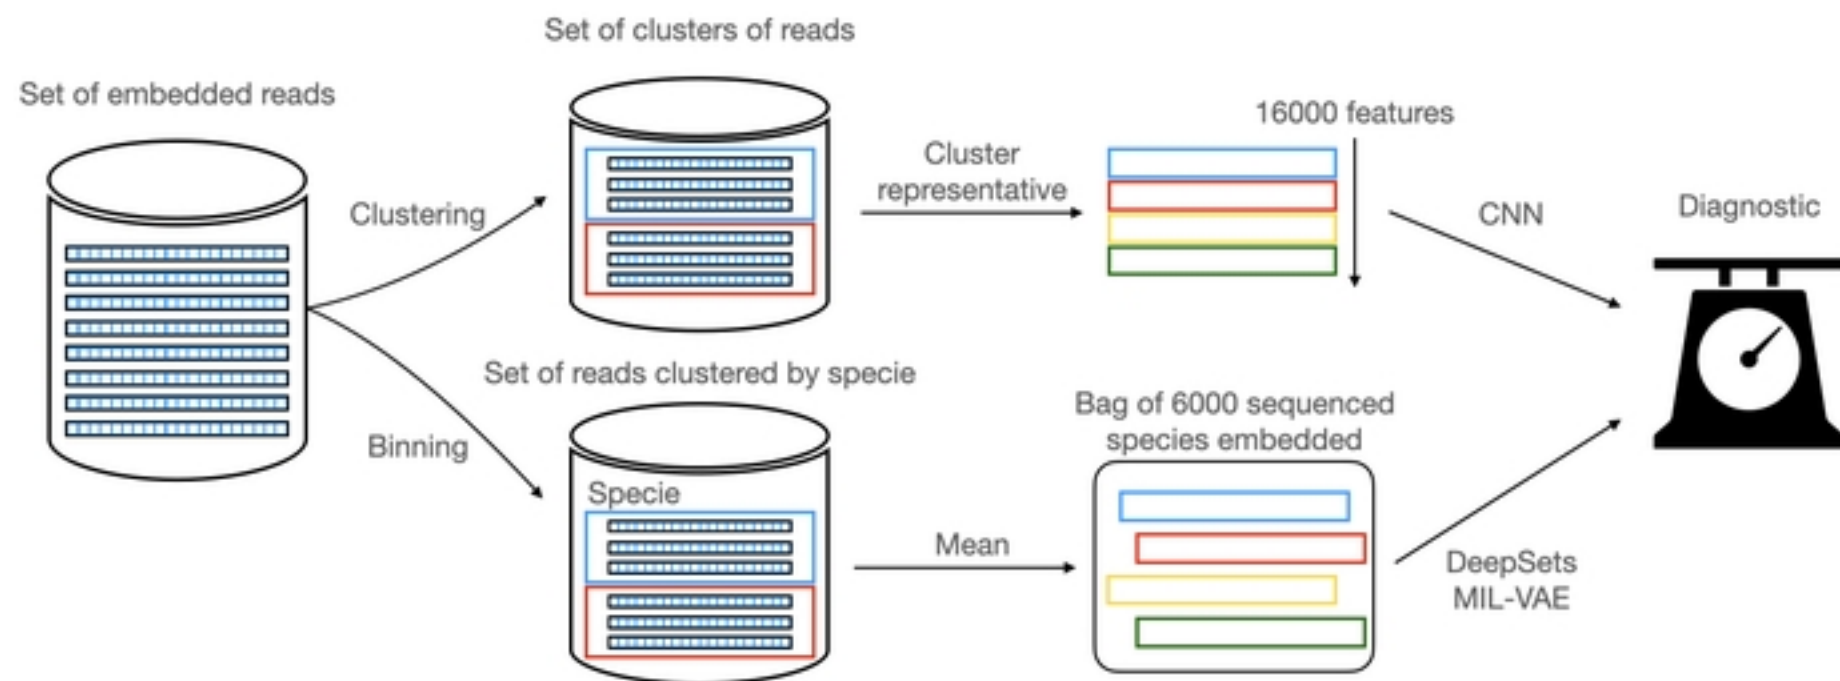 Set of embedded reads
Clustering
Binning
Set of clusters of reads
Cluster
representative
16000 features
CNN
Diagnostic
Set of reads clustered by specie
Specie
Mean
Bag of 6000 sequenced
species embedded
DeepSets
MIL-VAE